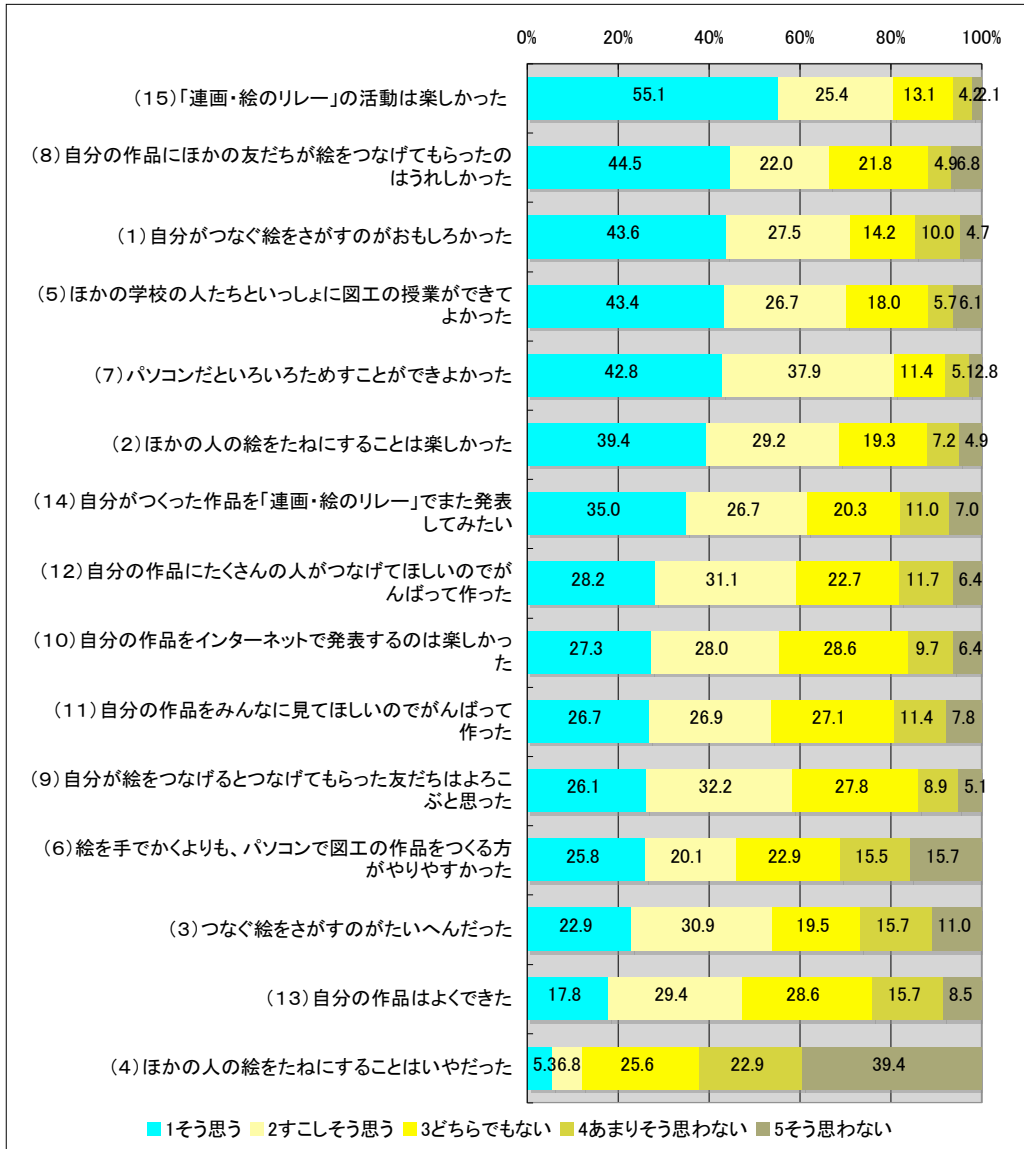 0% 20% 40% 60% 80% 100%
(15)「連画・絵のリレー」の活動は楽しかった
55.1 25.4 13.1 4.2 2.1
(8)自分の作品にほかの友だちが絵をつなげてもらったの
はうれしかった
44.5 22.0 21.8 4.9 6.8
(1)自分がつなぐ絵をさがすのがおもしろかった
43.6 27.5 14.2 10.0 4.7
(5)ほかの学校の人たちといっしょに図工の授業ができて
よかった
43.4 26.7 18.0 5.7 6.1
(7)パソコンだといろいろためすことができよかった
42.8 37.9 11.4 5.1 2.8
(2)ほかの人の絵をたねにすることは楽しかった
39.4 29.2 19.3 7.2 4.9
(14)自分がつくった作品を「連画・絵のリレー」でまた発表
してみたい
35.0 26.7 20.3 11.0 7.0
(12)自分の作品にたくさんの人がつなげてほしいのでが
んばって作った
28.2 31.1 22.7 11.7 6.4
(10)自分の作品をインターネットで発表するのは楽しかっ
た
27.3 28.0 28.6 9.7 6.4
(11)自分の作品をみんなに見てほしいのでがんばって
作った
26.7 26.9 27.1 11.4 7.8
(9)自分が絵をつなげるとつなげてもらった友だちはよろこ
ぶと思った
26.1 32.2 27.8 8.9 5.1
(6)絵を手でかくよりも、パソコンで図工の作品をつくる方
がやりやすかった
25.8 20.1 22.9 15.5 15.7
(3)つなぐ絵をさがすのがたいへんだった
22.9 30.9 19.5 15.7 11.0
(13)自分の作品はよくできた
17.8 29.4 28.6 15.7 8.5
(4)ほかの人の絵をたねにすることはいやだった
5.3 6.8 25.6 22.9 39.4
1そう思う 2すこしそう思う 3どちらでもない 4あまりそう思わない 5そう思わない